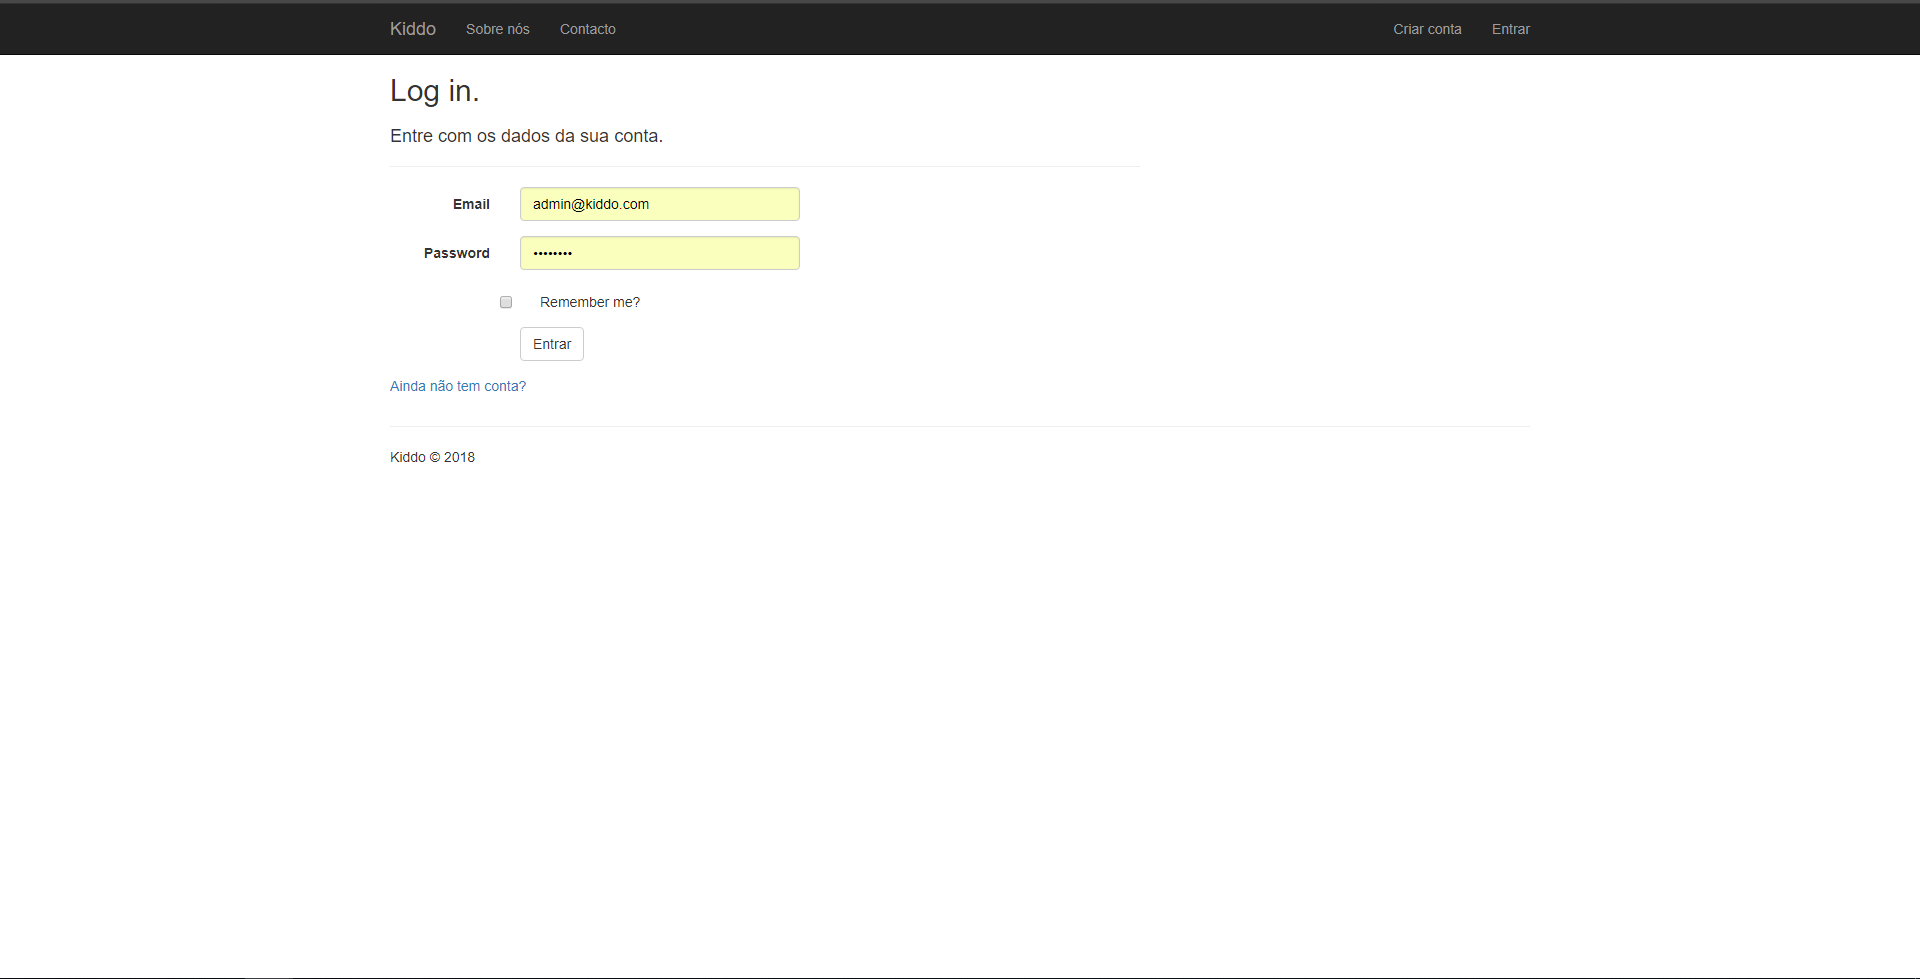 Kiddo Sobre nós Contacto Criar conta Entrar
Log in.
Entre com os dados da sua conta.
Email admin@kiddo.com
Password ••••••••
Remember me?
Entrar
Ainda não tem conta?
Kiddo © 2018